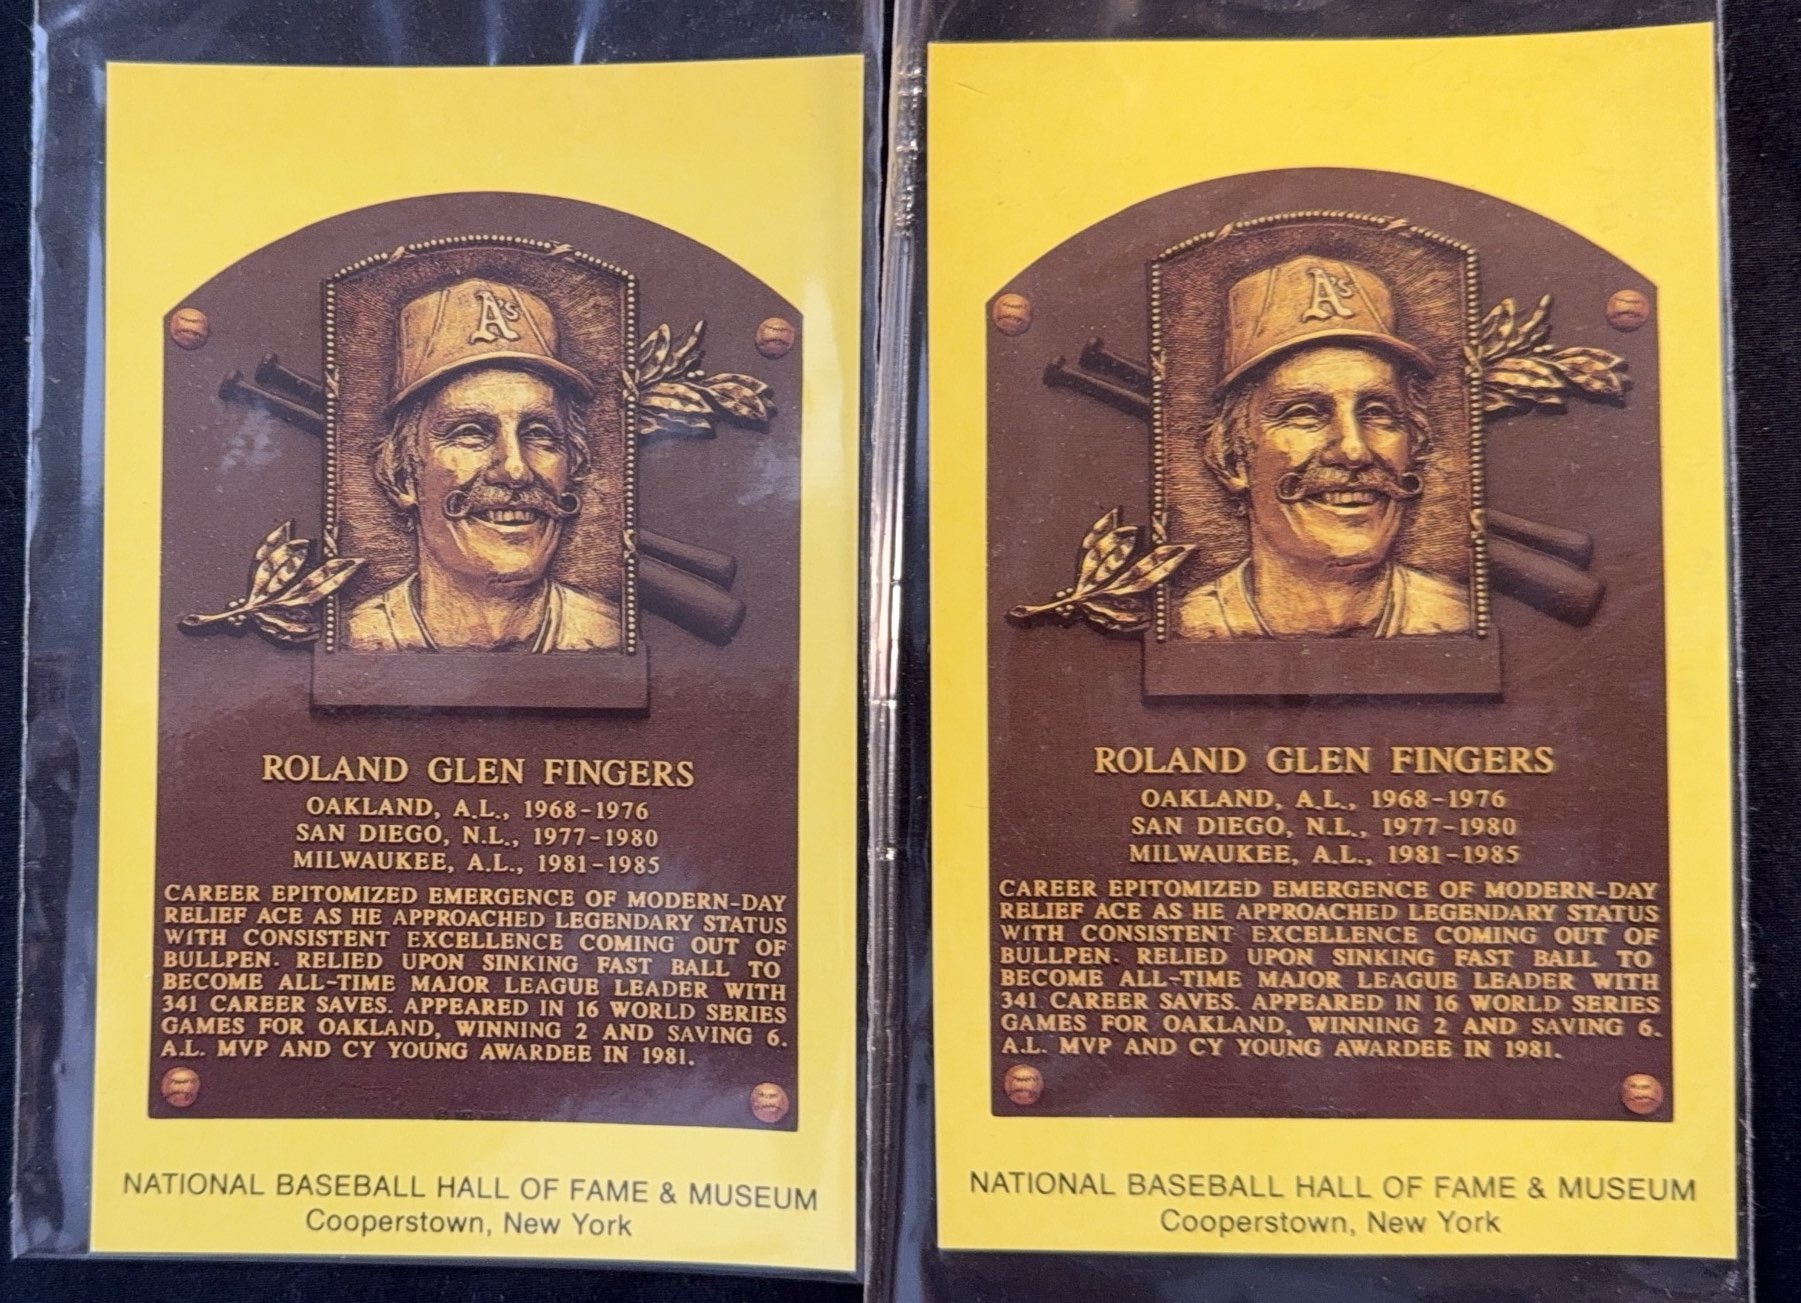 A's
ROLAND GLEN FINGERS
OAKLAND, A.L., 1968-1976
SAN DIEGO, N.L., 1977-1980
MILWAUKEE, A.L., 1981-1985
CAREER EPITOMIZED EMERGENCE OF MODERN-DAY
RELIEF ACE AS HE APPROACHED LEGENDARY STATUS
WITH CONSISTENT EXCELLENCE COMING OUT OF
BULLPEN. RELIED UPON SINKING FAST BALL TO
BECOME ALL-TIME MAJOR LEAGUE LEADER WITH
341 CAREER SAVES. APPEARED IN 16 WORLD SERIES
GAMES FOR OAKLAND, WINNING 2 AND SAVING 6.
A.L. MVP AND CY YOUNG AWARDEE IN 1981.
NATIONAL BASEBALL HALL OF FAME & MUSEUM
Cooperstown, New York
A's
ROLAND GLEN FINGERS
OAKLAND, A.L., 1968-1976
SAN DIEGO, N.L., 1977-1980
MILWAUKEE, A.L., 1981-1985
CAREER EPITOMIZED EMERGENCE OF MODERN-DAY
RELIEF ACE AS HE APPROACHED LEGENDARY STATUS
WITH CONSISTENT EXCELLENCE COMING OUT OF
BULLPEN. RELIED UPON SINKING FAST BALL TO
BECOME ALL-TIME MAJOR LEAGUE LEADER WITH
341 CAREER SAVES. APPEARED IN 16 WORLD SERIES
GAMES FOR OAKLAND, WINNING 2 AND SAVING 6.
A.L. MVP AND CY YOUNG AWARDEE IN 1981.
NATIONAL BASEBALL HALL OF FAME & MUSEUM
Cooperstown, New York